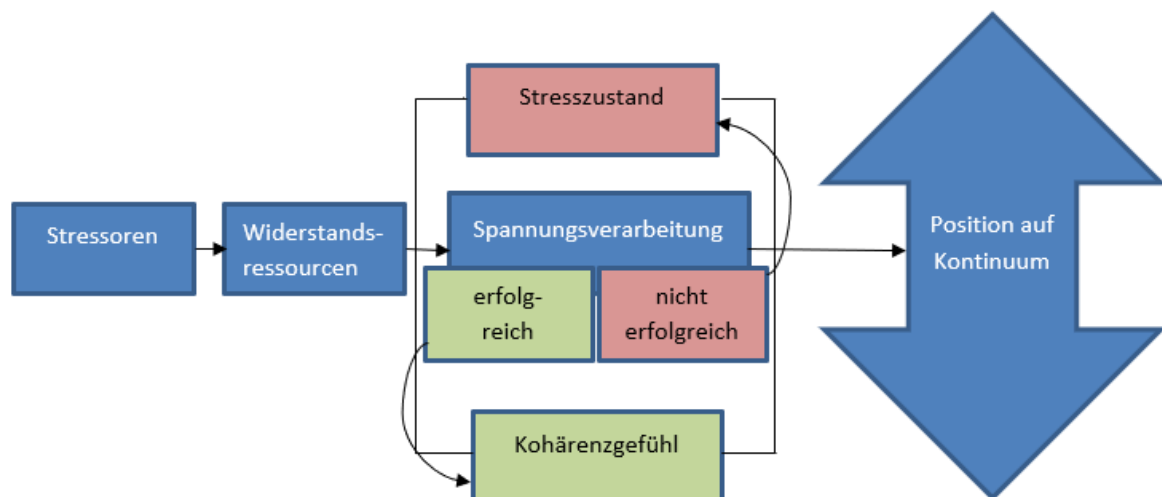 Stresszustand
Stressoren
Widerstands-
ressourcen
Spannungsverarbeitung
erfolg-
reich
nicht
erfolgreich
Position auf
Kontinuum
Kohärenzgefühl